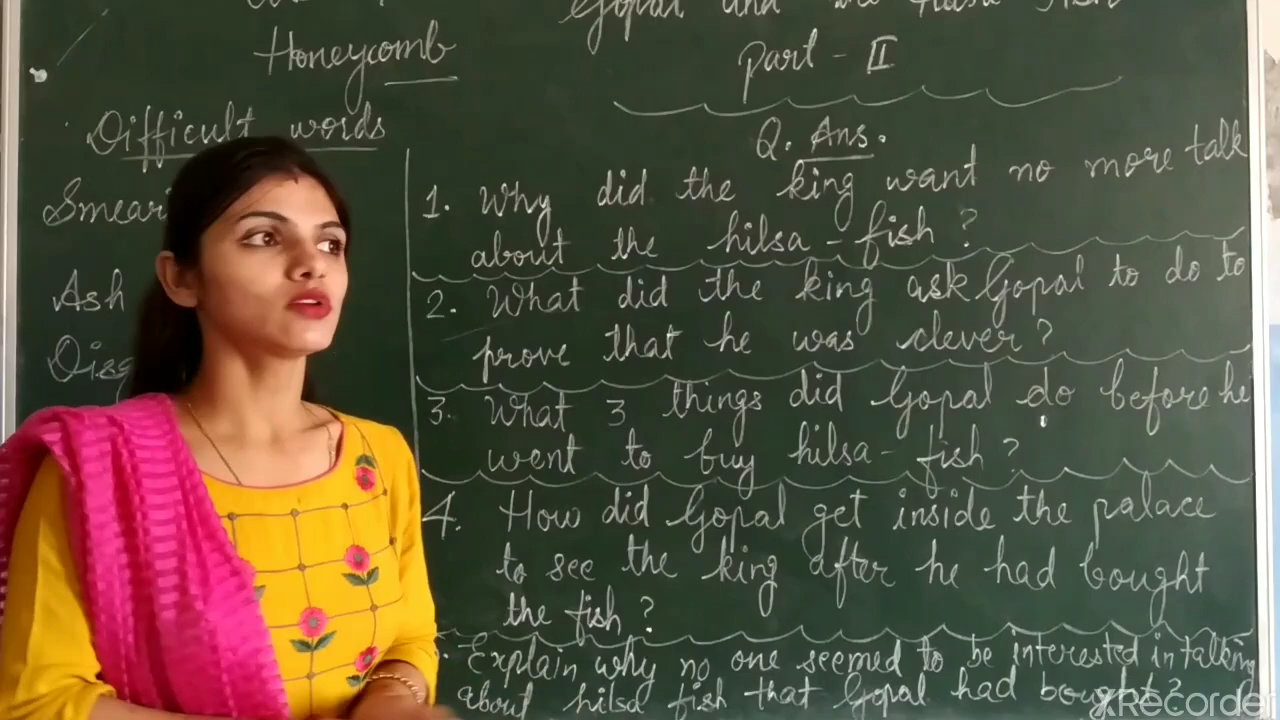 Honeycomb
Gopal and the Hilsa Fish
Part - II
Difficult words
Smear
Ash
Disg
Q. Ans.
1. Why did the king want no more talk
about the hilsa - fish ?
2. What did the king ask Gopal to do to
prove that he was clever ?
3. What 3 things did Gopal do before he
went to buy hilsa - fish ?
4. How did Gopal get inside the palace
to see the king after he had bought
the fish ?
5. Explain why no one seemed to be interested in talking
about hilsa fish that Gopal had bought ?
XRecorder